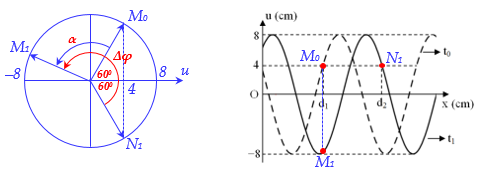 M₀
M₁
α
Δφ
60⁰
60⁰
–8
4
8
u
N₁
u (cm)
8
4
O
–8
M₀
N₁
t₀
d₁
d₂
x (cm)
t₁
M₁